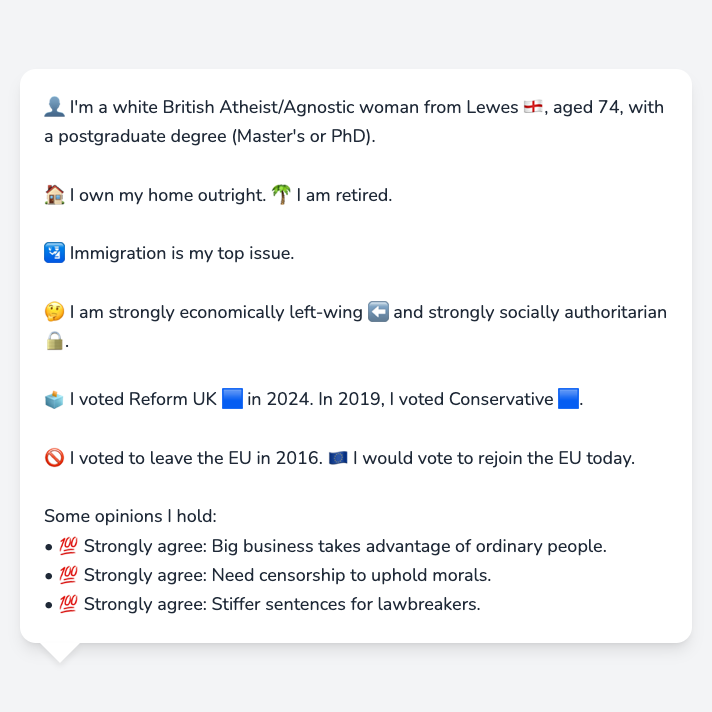 👤 I'm a white British Atheist/Agnostic woman from Lewes 🏴󠁧󠁢󠁥󠁮󠁧󠁿, aged 74, with
a postgraduate degree (Master's or PhD).
🏠 I own my home outright. 🌴 I am retired.
🛂 Immigration is my top issue.
🤔 I am strongly economically left-wing ⬅️ and strongly socially authoritarian
🔒.
🗳️ I voted Reform UK 🟦 in 2024. In 2019, I voted Conservative 🟦.
🚫 I voted to leave the EU in 2016. 🇪🇺 I would vote to rejoin the EU today.
Some opinions I hold:
• 💯 Strongly agree: Big business takes advantage of ordinary people.
• 💯 Strongly agree: Need censorship to uphold morals.
• 💯 Strongly agree: Stiffer sentences for lawbreakers.